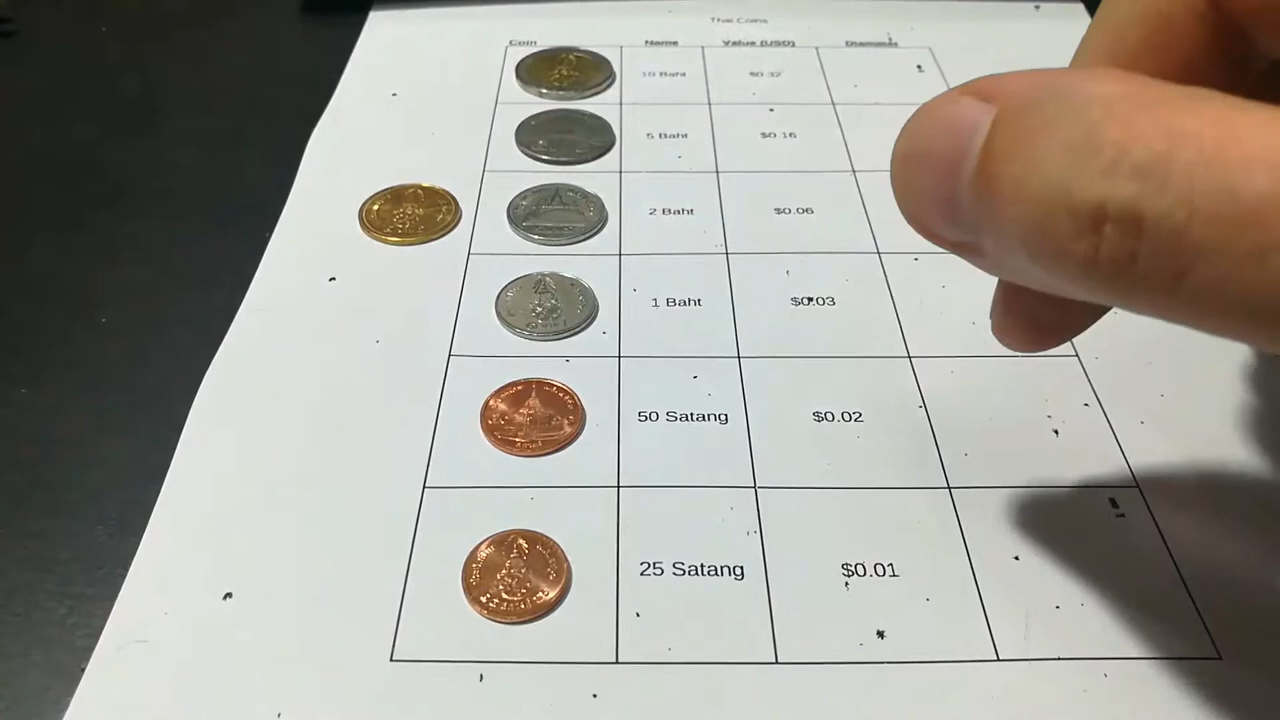 Thai Coins
Coin Name Value (USD) Diameter
10 Baht $0.32
5 Baht $0.16
2 Baht $0.06
1 Baht $0.03
50 Satang $0.02
25 Satang $0.01